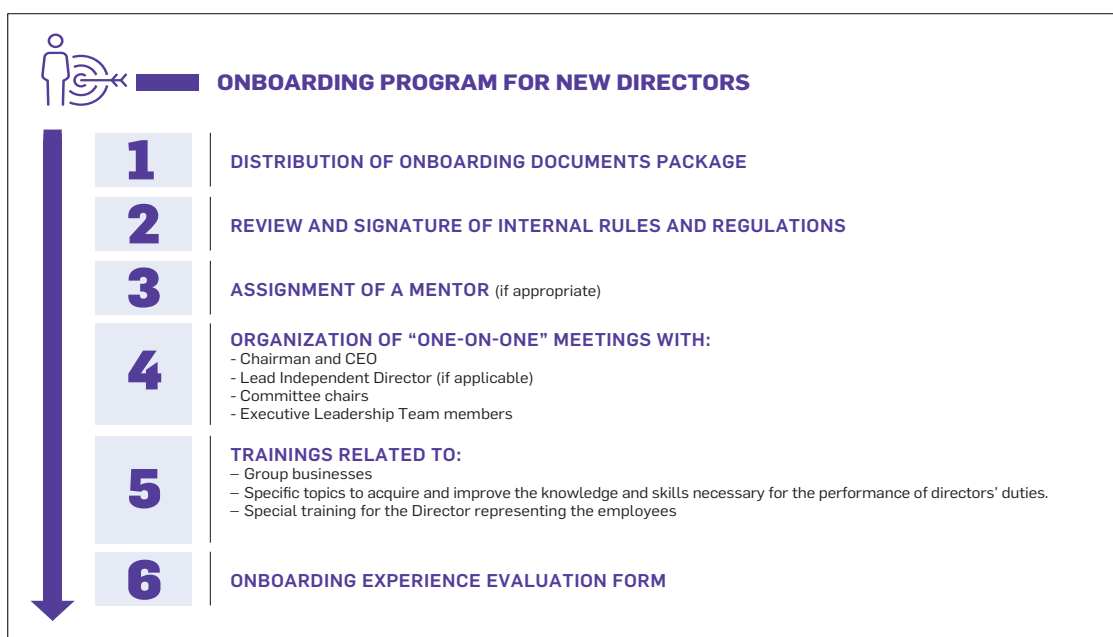 ONBOARDING PROGRAM FOR NEW DIRECTORS
1
DISTRIBUTION OF ONBOARDING DOCUMENTS PACKAGE
2
REVIEW AND SIGNATURE OF INTERNAL RULES AND REGULATIONS
3
ASSIGNMENT OF A MENTOR (if appropriate)
4
ORGANIZATION OF “ONE-ON-ONE” MEETINGS WITH:
- Chairman and CEO
- Lead Independent Director (if applicable)
- Committee chairs
- Executive Leadership Team members
5
TRAININGS RELATED TO:
– Group businesses
– Specific topics to acquire and improve the knowledge and skills necessary for the performance of directors’ duties.
– Special training for the Director representing the employees
6
ONBOARDING EXPERIENCE EVALUATION FORM